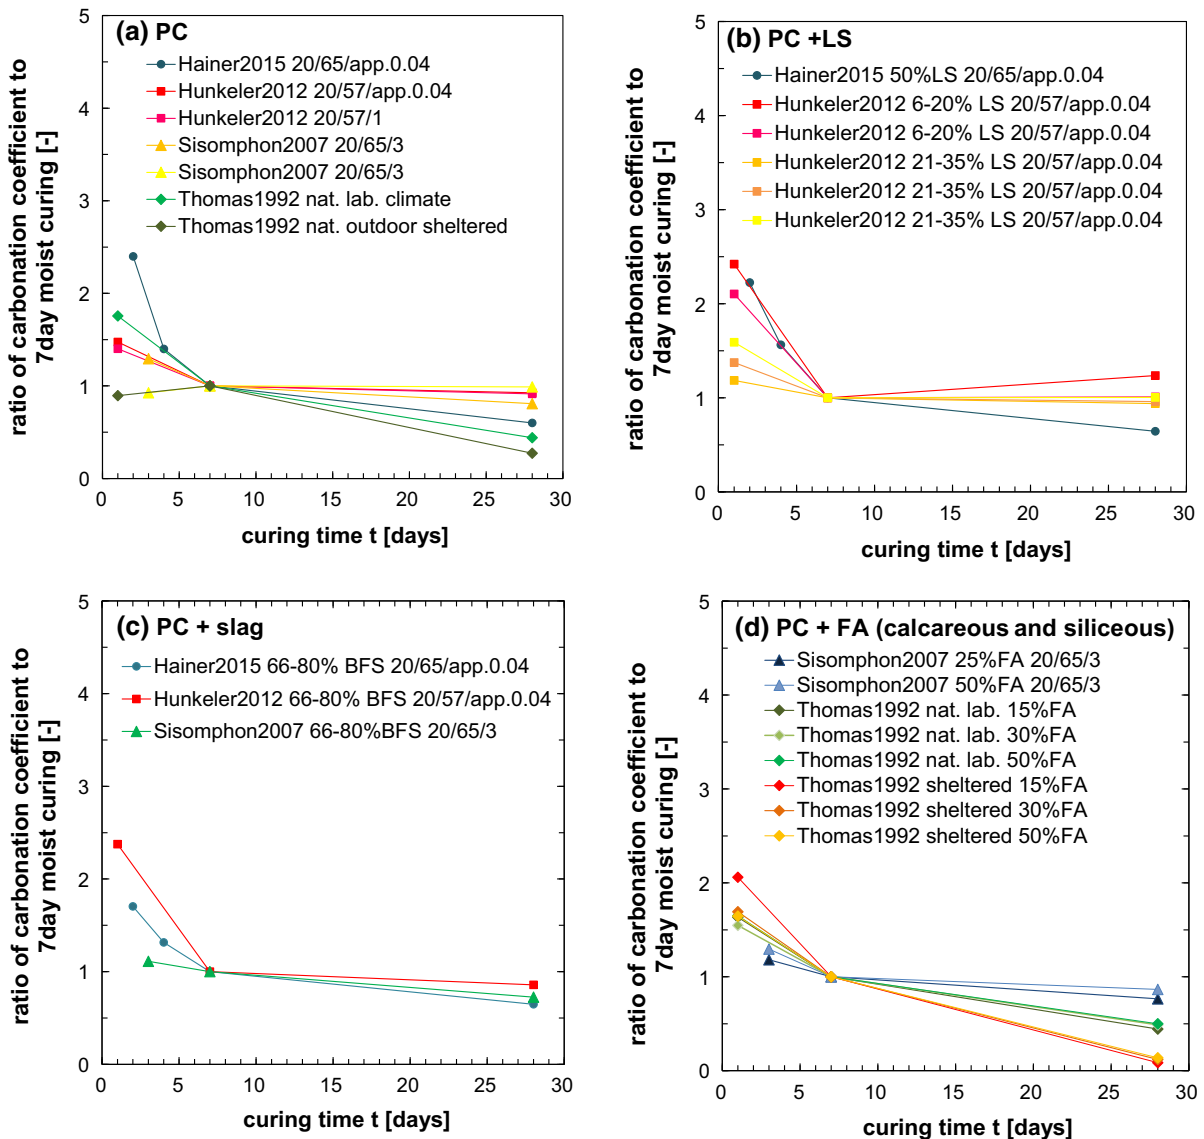 (a) PC
Hainer2015 20/65/app.0.04
Hunkeler2012 20/57/app.0.04
Hunkeler2012 20/57/1
Sisomphon2007 20/65/3
Sisomphon2007 20/65/3
Thomas1992 nat. lab. climate
Thomas1992 nat. outdoor sheltered
ratio of carbonation coefficient to
7day moist curing [-]
5
4
3
2
1
0
0 5 10 15 20 25 30
curing time t [days]
(b) PC +LS
Hainer2015 50%LS 20/65/app.0.04
Hunkeler2012 6-20% LS 20/57/app.0.04
Hunkeler2012 6-20% LS 20/57/app.0.04
Hunkeler2012 21-35% LS 20/57/app.0.04
Hunkeler2012 21-35% LS 20/57/app.0.04
Hunkeler2012 21-35% LS 20/57/app.0.04
ratio of carbonation coefficient to
7day moist curing [-]
5
4
3
2
1
0
0 5 10 15 20 25 30
curing time t [days]
(c) PC + slag
Hainer2015 66-80% BFS 20/65/app.0.04
Hunkeler2012 66-80% BFS 20/57/app.0.04
Sisomphon2007 66-80%BFS 20/65/3
ratio of carbonation coefficient to
7day moist curing [-]
5
4
3
2
1
0
0 5 10 15 20 25 30
curing time t [days]
(d) PC + FA (calcareous and siliceous)
Sisomphon2007 25%FA 20/65/3
Sisomphon2007 50%FA 20/65/3
Thomas1992 nat. lab. 15%FA
Thomas1992 nat. lab. 30%FA
Thomas1992 nat. lab. 50%FA
Thomas1992 sheltered 15%FA
Thomas1992 sheltered 30%FA
Thomas1992 sheltered 50%FA
ratio of carbonation coefficient to
7day moist curing [-]
5
4
3
2
1
0
0 5 10 15 20 25 30
curing time t [days]